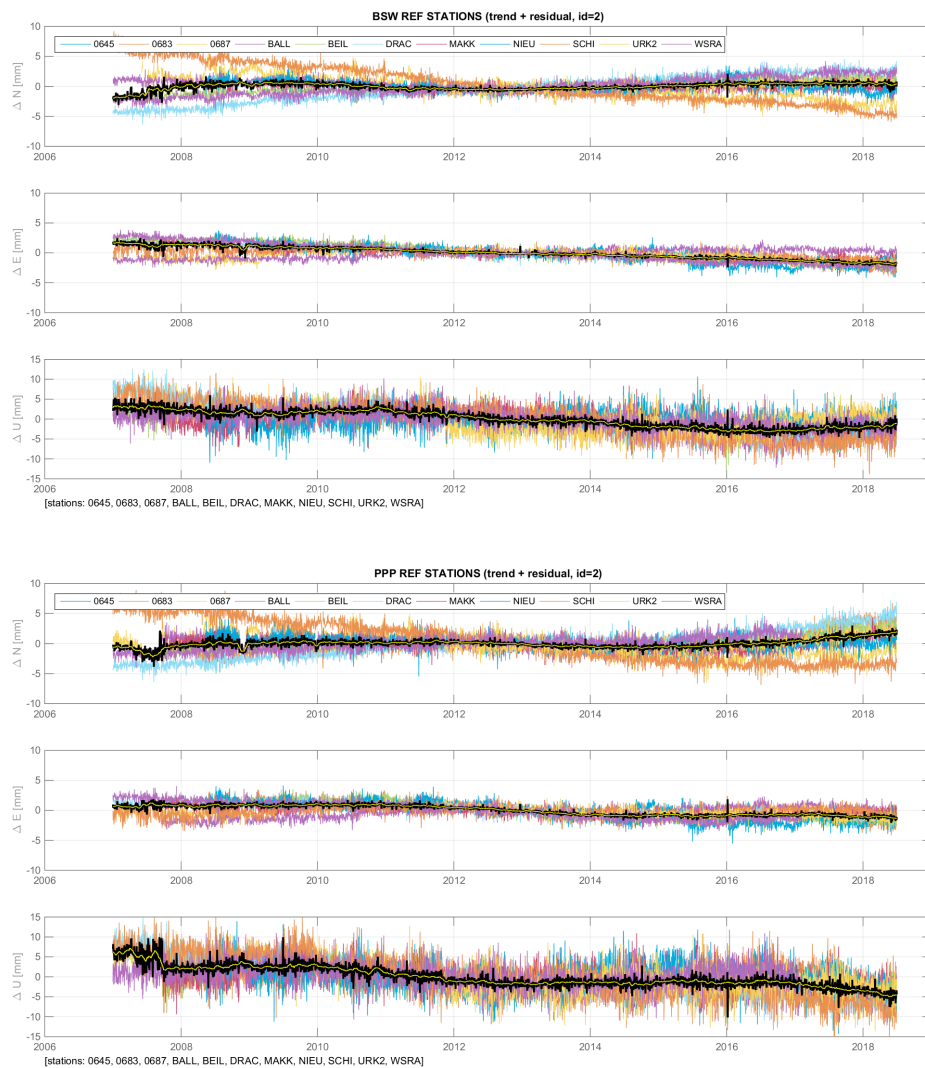 BSW REF STATIONS (trend + residual, id=2)
0645 0683 0687 BALL BEIL DRAC MAKK NIEU SCHI URK2 WSRA
Δ N [mm]
10
5
0
-5
-10
2006 2008 2010 2012 2014 2016 2018
Δ E [mm]
10
5
0
-5
-10
2006 2008 2010 2012 2014 2016 2018
Δ U [mm]
15
10
5
0
-5
-10
-15
2006 2008 2010 2012 2014 2016 2018
[stations: 0645, 0683, 0687, BALL, BEIL, DRAC, MAKK, NIEU, SCHI, URK2, WSRA]
PPP REF STATIONS (trend + residual, id=2)
0645 0683 0687 BALL BEIL DRAC MAKK NIEU SCHI URK2 WSRA
Δ N [mm]
10
5
0
-5
-10
2006 2008 2010 2012 2014 2016 2018
Δ E [mm]
10
5
0
-5
-10
2006 2008 2010 2012 2014 2016 2018
Δ U [mm]
15
10
5
0
-5
-10
-15
2006 2008 2010 2012 2014 2016 2018
[stations: 0645, 0683, 0687, BALL, BEIL, DRAC, MAKK, NIEU, SCHI, URK2, WSRA]